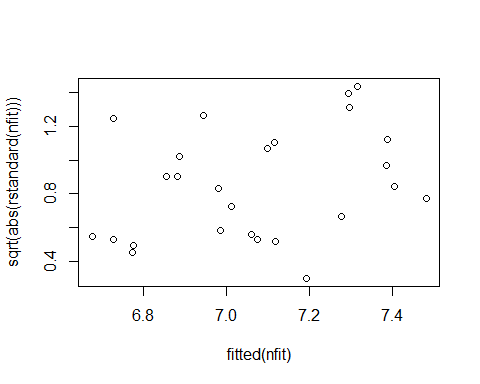 sqrt(abs(rstandard(nfit)))
1.2
0.8
0.4
6.8 7.0 7.2 7.4
fitted(nfit)